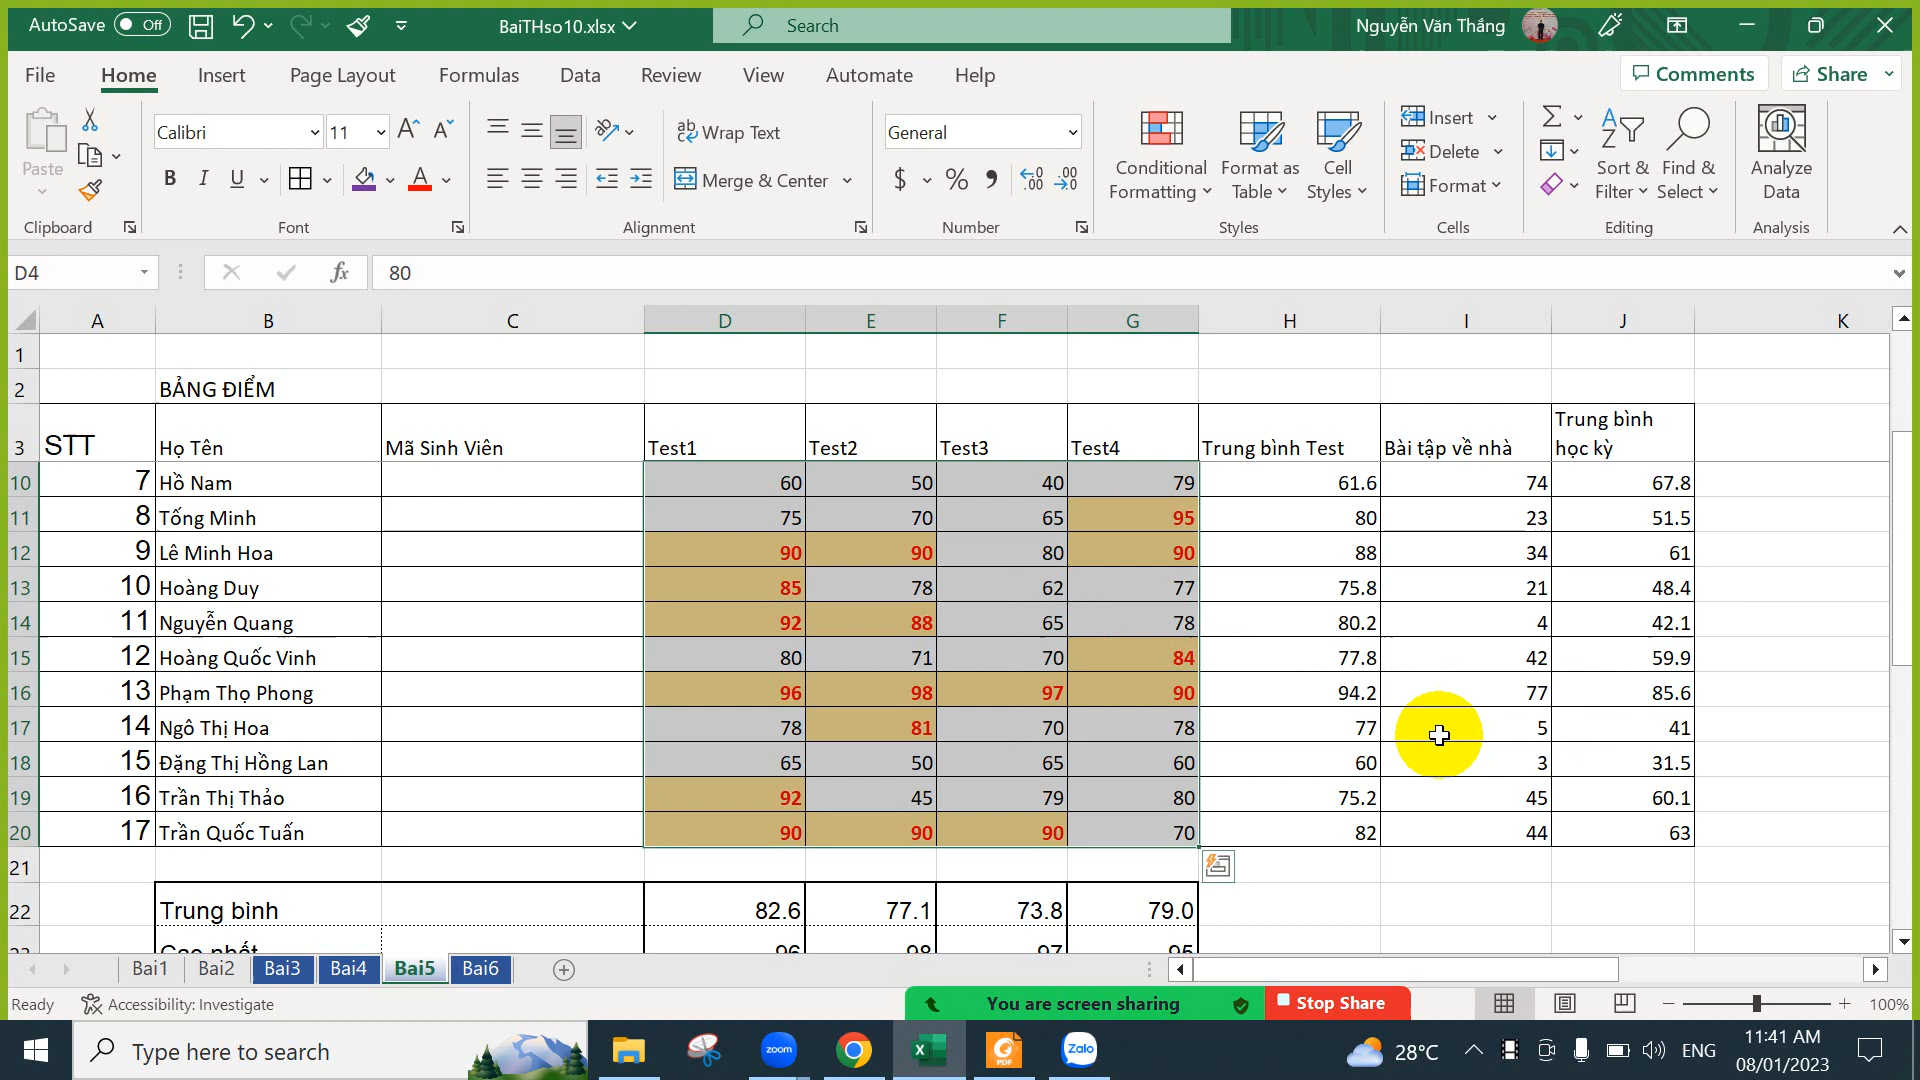 AutoSave Off BaiTHso10.xlsx Search Nguyễn Văn Thắng
File Home Insert Page Layout Formulas Data Review View Automate Help Comments Share
Paste Calibri 11 Wrap Text General Conditional Formatting Format as Table Cell Styles Insert Sort & Filter Find & Select Analyze Data
B I U Merge & Center $ % Delete
Format
Clipboard Font Alignment Number Styles Cells Editing Analysis
D4 fx 80
A B C D E F G H I J K
1
2 BẢNG ĐIỂM
3 STT Họ Tên Mã Sinh Viên Test1 Test2 Test3 Test4 Trung bình Test Bài tập về nhà Trung bình học kỳ
10 7 Hồ Nam 60 50 40 79 61.6 74 67.8
11 8 Tống Minh 75 70 65 95 80 23 51.5
12 9 Lê Minh Hoa 90 90 80 90 88 34 61
13 10 Hoàng Duy 85 78 62 77 75.8 21 48.4
14 11 Nguyễn Quang 92 88 65 78 80.2 4 42.1
15 12 Hoàng Quốc Vinh 80 71 70 84 77.8 42 59.9
16 13 Phạm Thọ Phong 96 98 97 90 94.2 77 85.6
17 14 Ngô Thị Hoa 78 81 70 78 77 5 41
18 15 Đặng Thị Hồng Lan 65 50 65 60 60 3 31.5
19 16 Trần Thị Thảo 92 45 79 80 75.2 45 60.1
20 17 Trần Quốc Tuấn 90 90 90 70 82 44 63
21
22 Trung bình 82.6 77.1 73.8 79.0
23 Cao nhất 96 98 97 95
Bai1 Bai2 Bai3 Bai4 Bai5 Bai6
Ready Accessibility: Investigate You are screen sharing Stop Share 100%
Type here to search zoom PDF Zalo 28°C ENG 11:41 AM
08/01/2023